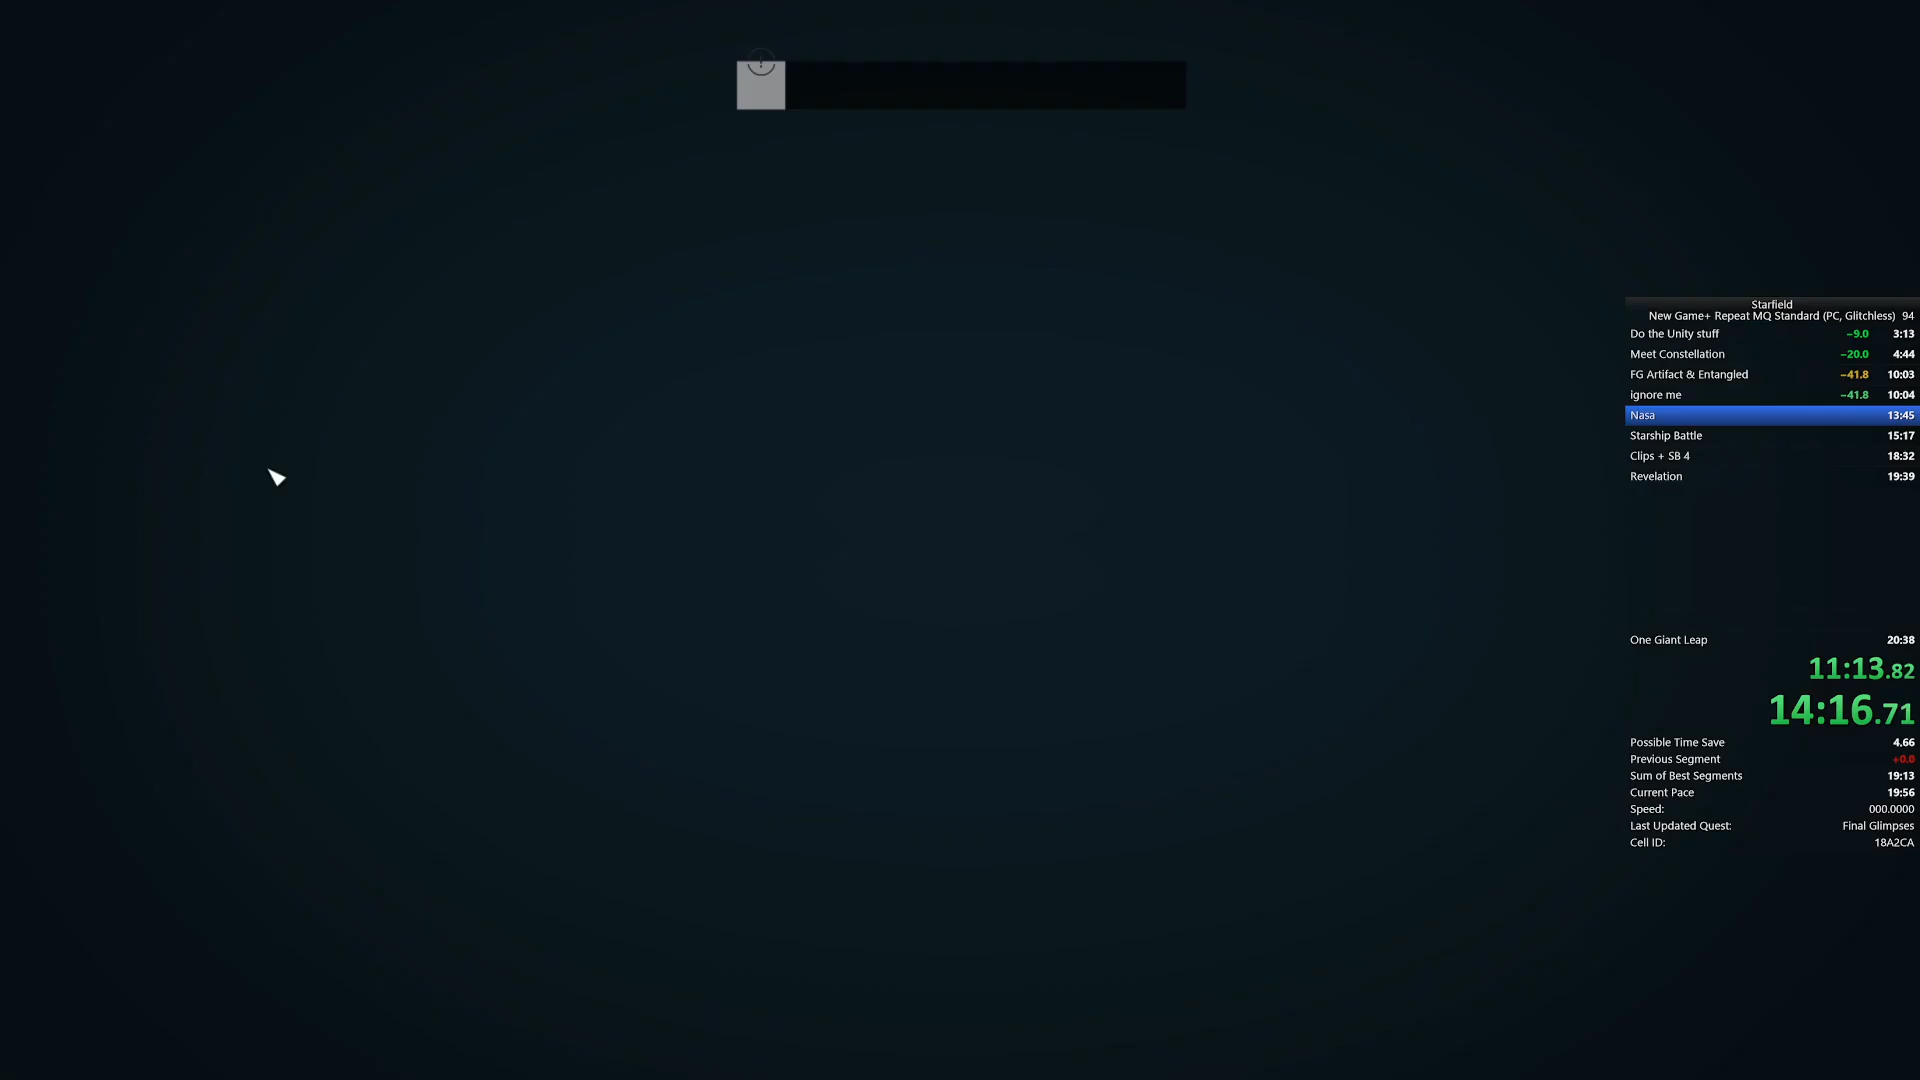 !
Starfield
New Game+ Repeat MQ Standard (PC, Glitchless) 94
Do the Unity stuff −9.0 3:13
Meet Constellation −20.0 4:44
FG Artifact & Entangled −41.8 10:03
ignore me −41.8 10:04
Nasa 13:45
Starship Battle 15:17
Clips + SB 4 18:32
Revelation 19:39
One Giant Leap 20:38
11:13.82
14:16.71
Possible Time Save 4.66
Previous Segment +0.0
Sum of Best Segments 19:13
Current Pace 19:56
Speed: 000.0000
Last Updated Quest: Final Glimpses
Cell ID: 18A2CA